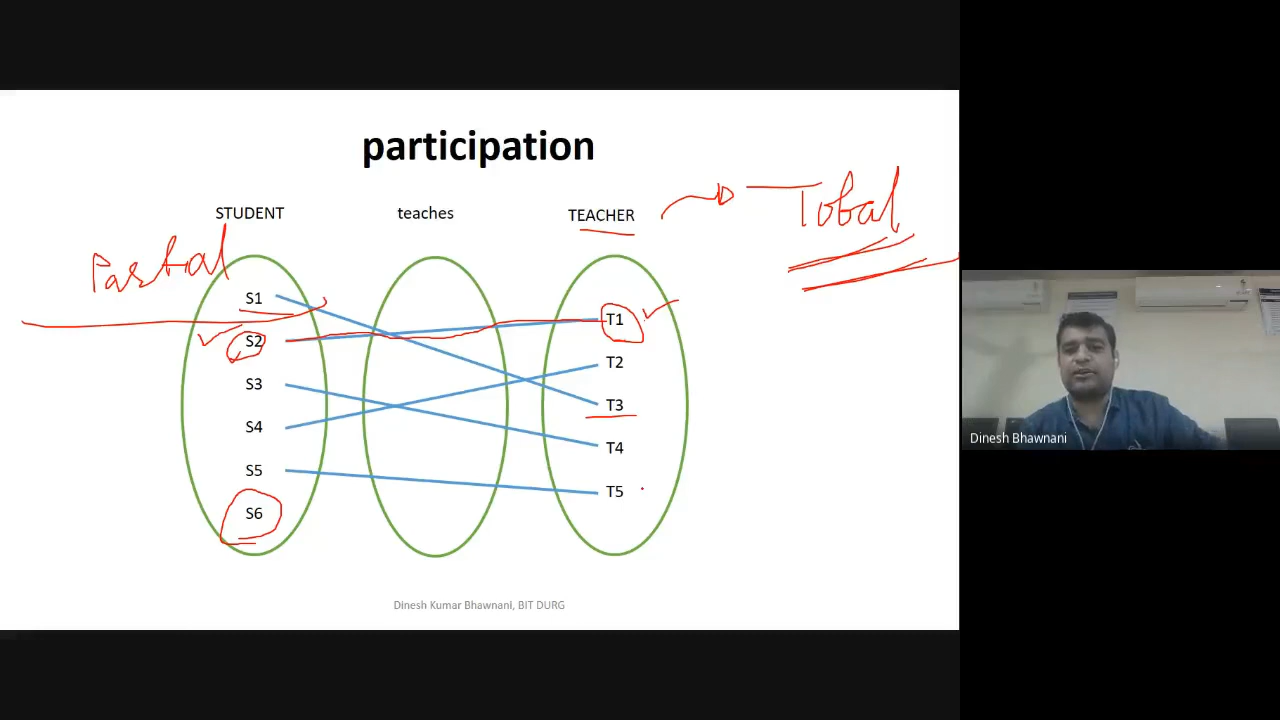 participation
STUDENT teaches TEACHER Total
Partial
S1
T1
S2
T2
S3
T3
S4
T4
S5
T5
S6
Dinesh Bhawnani
Dinesh Kumar Bhawnani, BIT DURG